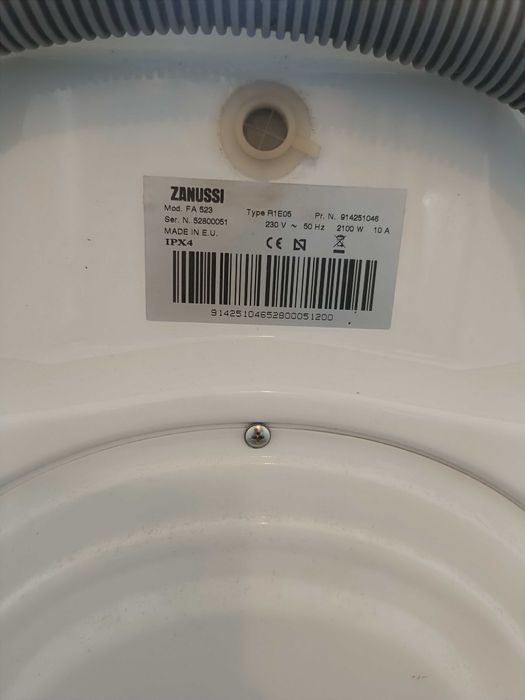 ZANUSSI
Mod. FA 523 Type R1E05 Pr. N. 914251046
Ser. N. 52800051 230 V ~ 50 Hz 2100 W 10 A
MADE IN E.U.
IPX4 CE
91425104652800051200